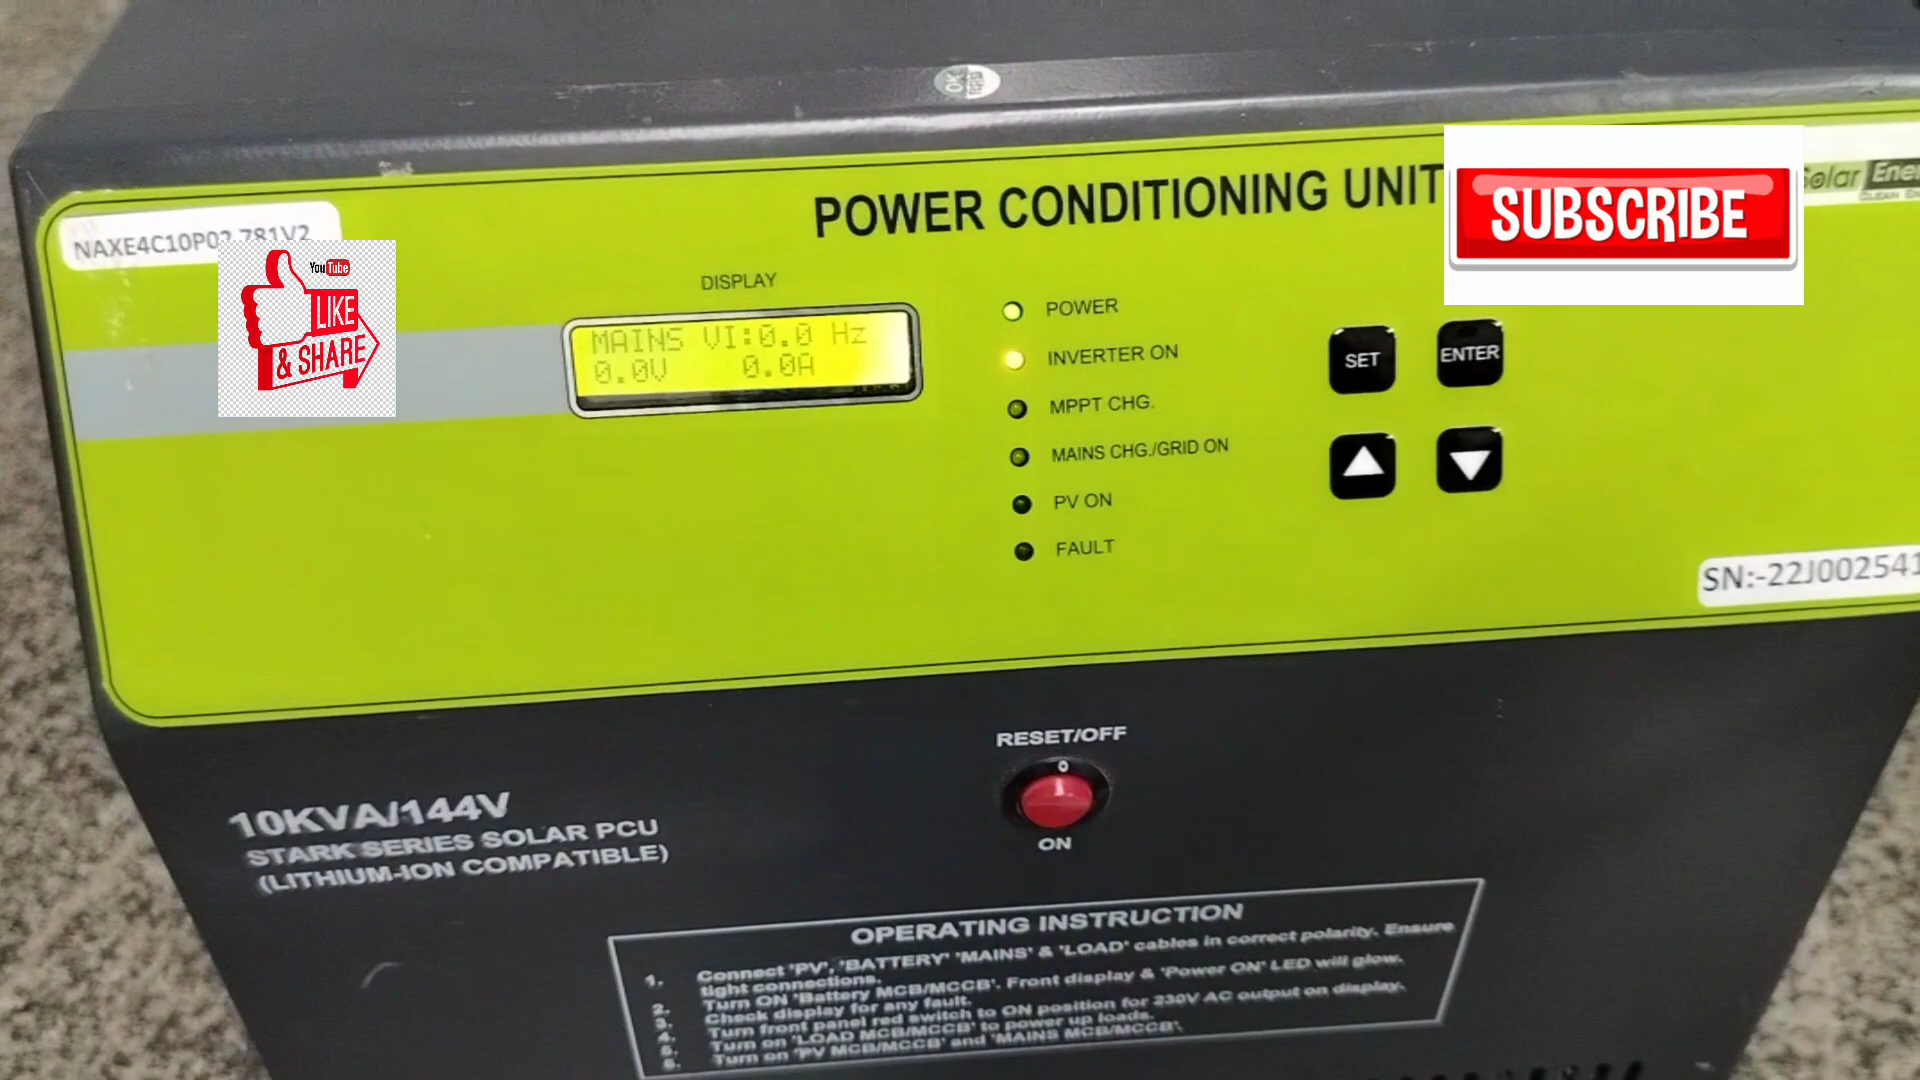 OK
POWER CONDITIONING UNIT
SUBSCRIBE
Solar
NAXE4C10P02 781V2
YouTube
LIKE
& SHARE
DISPLAY
MAINS VI:0.0 Hz
0.0V 0.0A
POWER
INVERTER ON
MPPT CHG.
MAINS CHG./GRID ON
PV ON
FAULT
SET
ENTER
SN:-22J002541
RESET/OFF
0
ON
10KVA/144V
STARK SERIES SOLAR PCU
(LITHIUM-ION COMPATIBLE)
OPERATING INSTRUCTION
1. Connect 'PV', 'BATTERY' 'MAINS' & 'LOAD' cables in correct polarity. Ensure
tight connections.
2. Turn ON 'Battery MCB/MCCB'. Front display & 'Power ON' LED will glow.
3. Check display for any fault.
4. Turn front panel red switch to ON position for 230V AC output on display.
5. Turn on 'LOAD MCB/MCCB' to power up loads.
6. Turn on 'PV MCB/MCCB' and 'MAINS MCB/MCCB'.